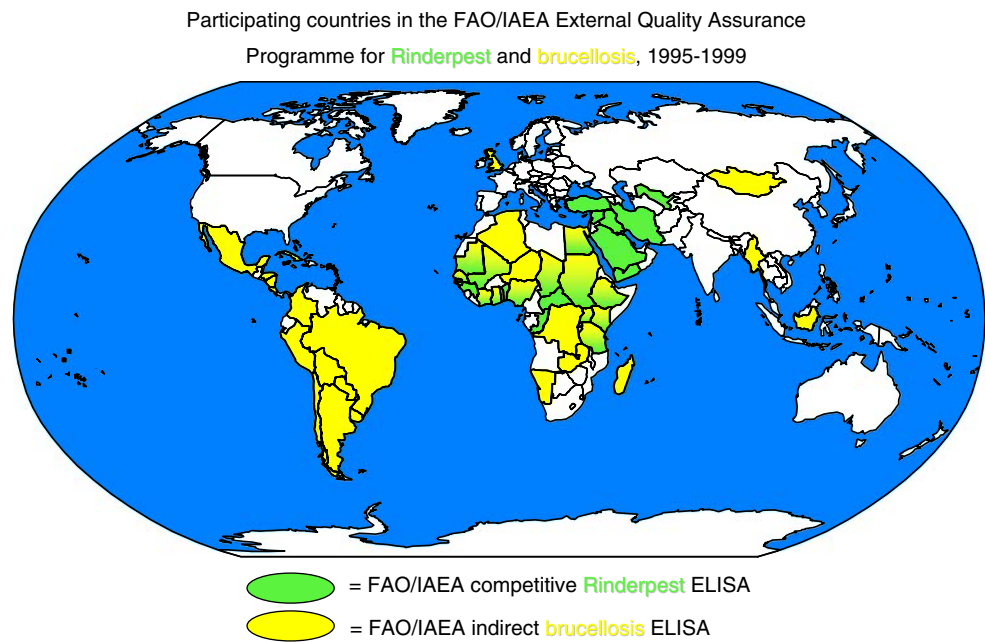 Participating countries in the FAO/IAEA External Quality Assurance
Programme for Rinderpest and brucellosis, 1995-1999
= FAO/IAEA competitive Rinderpest ELISA
= FAO/IAEA indirect brucellosis ELISA